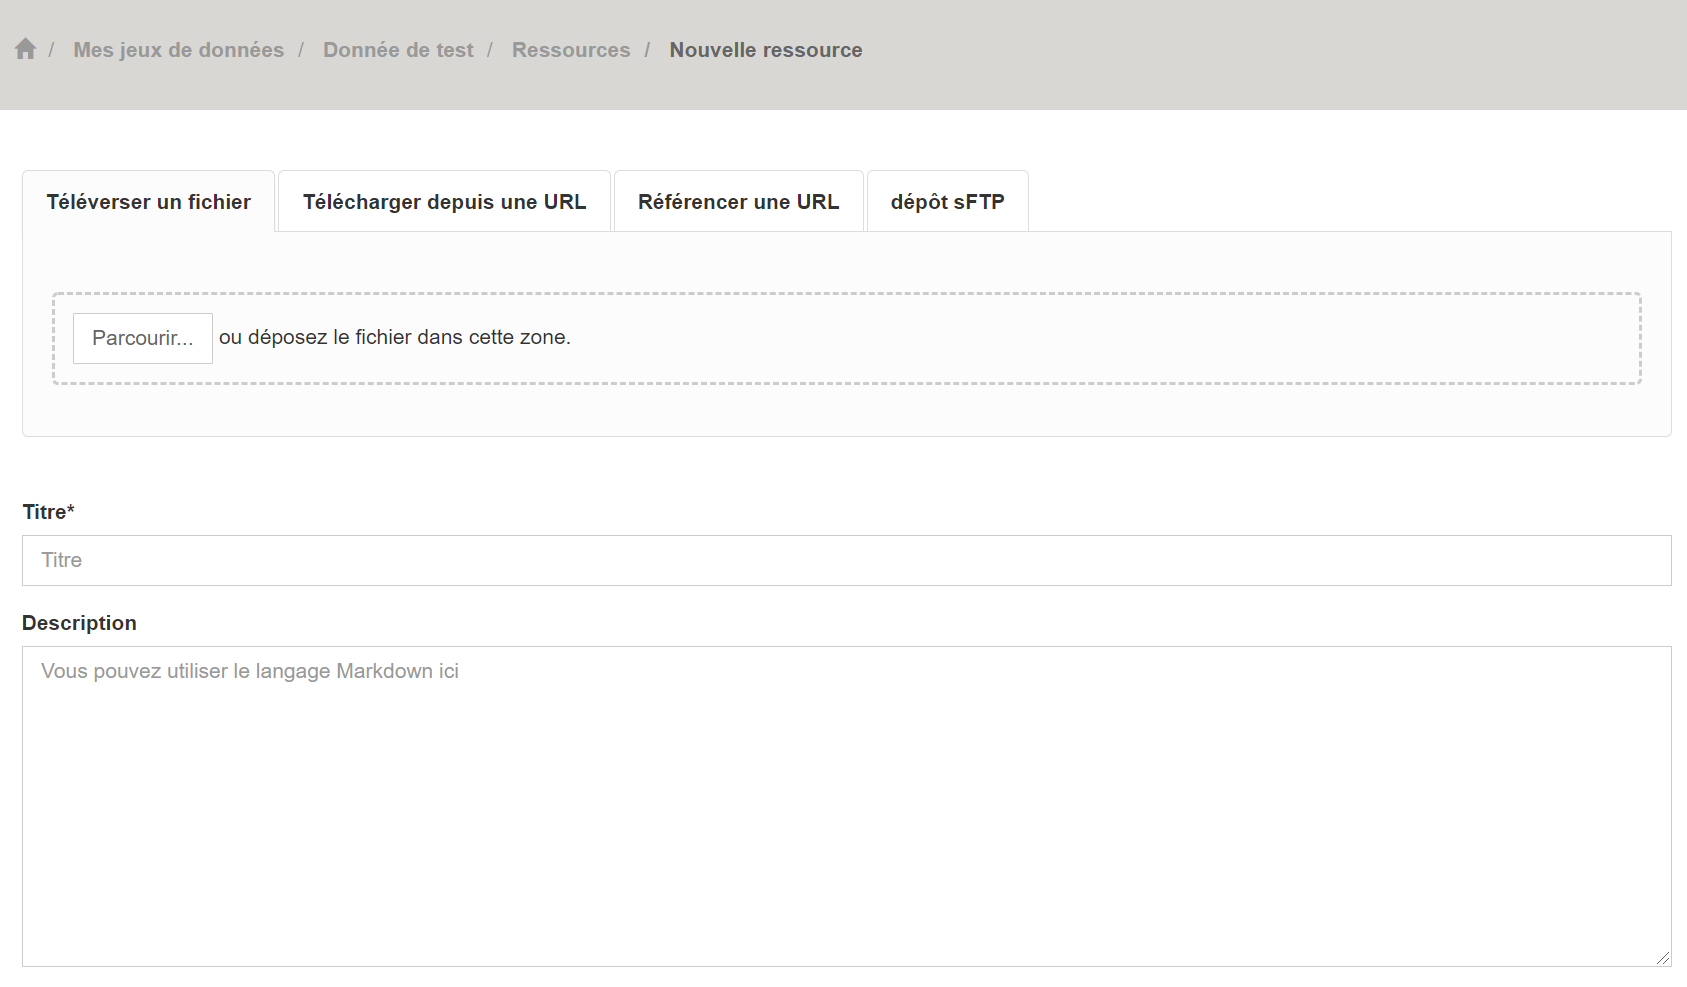 / Mes jeux de données / Donnée de test / Ressources / Nouvelle ressource
Téléverser un fichier Télécharger depuis une URL Référencer une URL dépôt sFTP
Parcourir... ou déposez le fichier dans cette zone.
Titre*
Titre
Description
Vous pouvez utiliser le langage Markdown ici